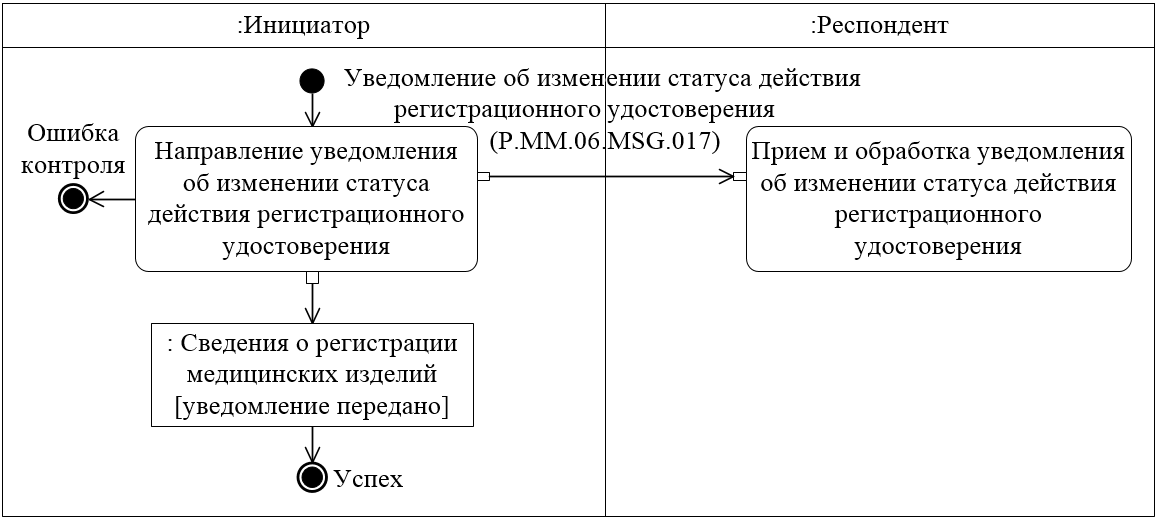 :Инициатор
:Респондент
Уведомление об изменении статуса действия
регистрационного удостоверения
(P.MM.06.MSG.017)
Ошибка
контроля
Направление уведомления
об изменении статуса
действия регистрационного
удостоверения
Прием и обработка уведомления
об изменении статуса действия
регистрационного
удостоверения
: Сведения о регистрации
медицинских изделий
[уведомление передано]
Успех